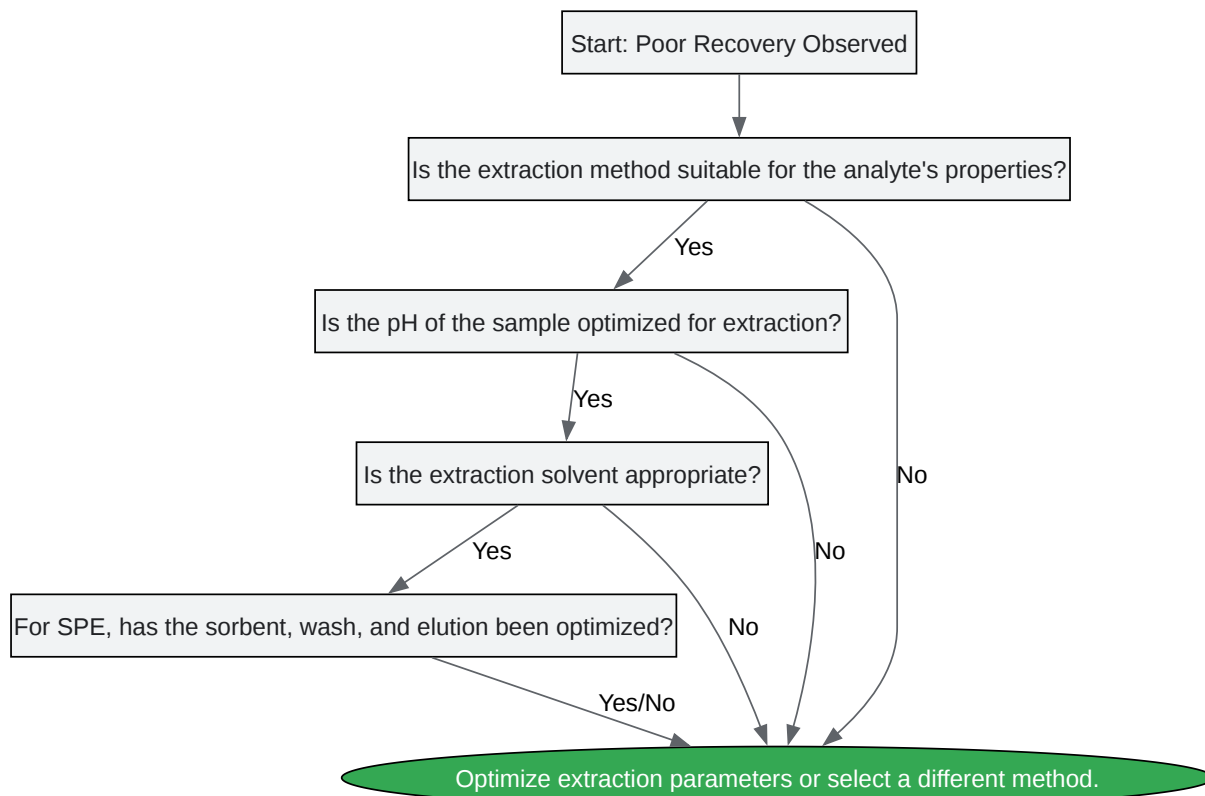 Start: Poor Recovery Observed
Is the extraction method suitable for the analyte's properties?
Yes
Is the pH of the sample optimized for extraction?
Yes
Is the extraction solvent appropriate?
No
Yes
No
For SPE, has the sorbent, wash, and elution been optimized?
No
Yes/No
Optimize extraction parameters or select a different method.